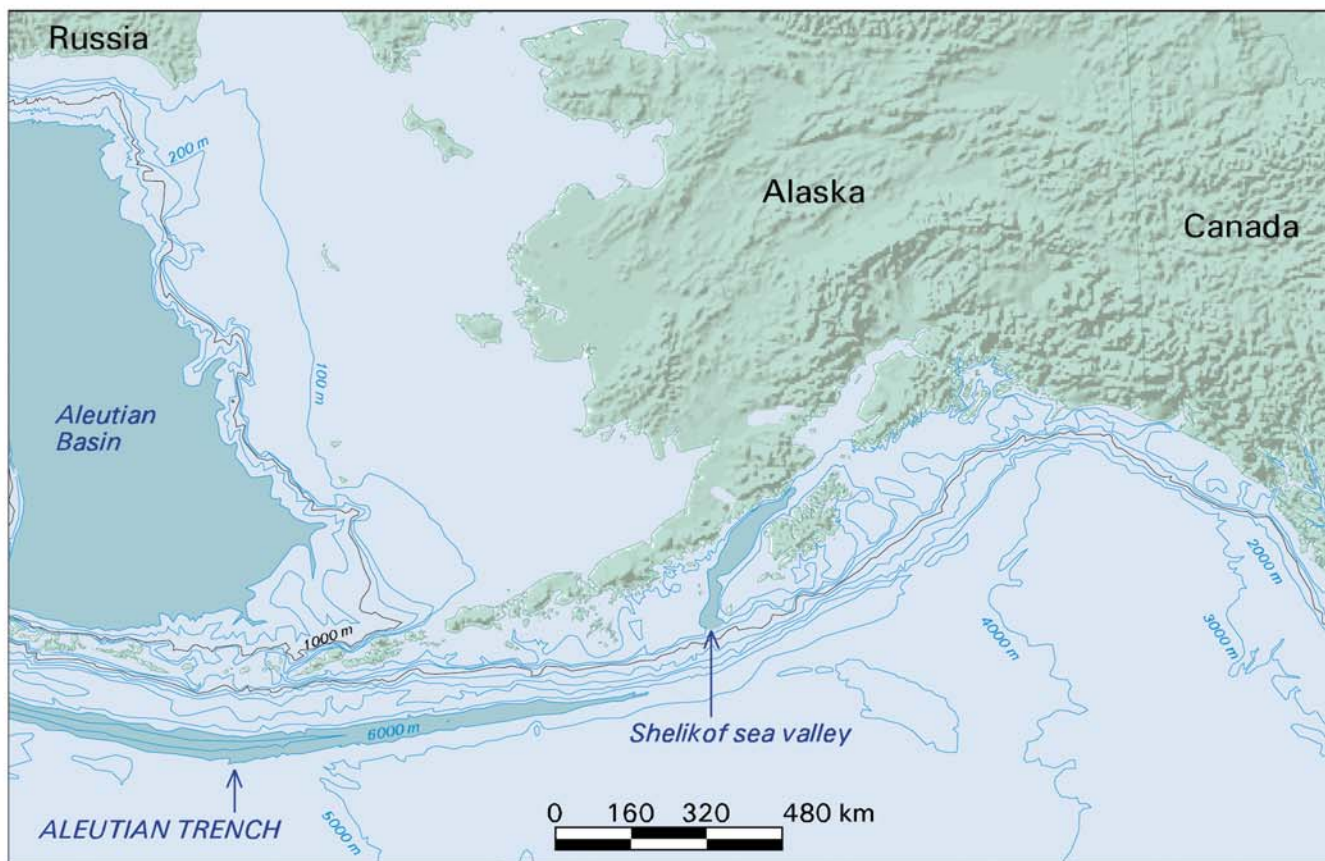 Russia
200 m
Alaska
Canada
100 m
Aleutian
Basin
1000 m
2000 m
3000 m
4000 m
6000 m
Shelikof sea valley
5000 m
ALEUTIAN TRENCH
0 160 320 480 km